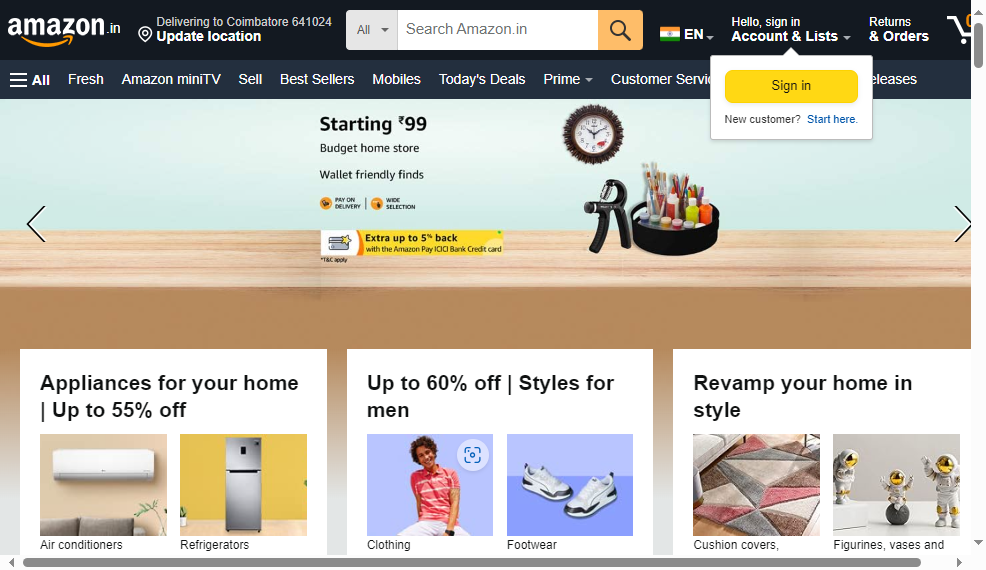 amazon.in
Delivering to Coimbatore 641024
Update location
All
Search Amazon.in
EN
Hello, sign in
Account & Lists
Returns
& Orders
0
All
Fresh
Amazon miniTV
Sell
Best Sellers
Mobiles
Today's Deals
Prime
Customer Servic
eleases
Sign in
New customer? Start here.
Starting ₹99
Budget home store
Wallet friendly finds
PAY ON
DELIVERY
WIDE
SELECTION
Extra up to 5% back
with the Amazon Pay ICICI Bank Credit card
*T&C apply
Appliances for your home
| Up to 55% off
Air conditioners
Refrigerators
Up to 60% off | Styles for
men
Clothing
Footwear
Revamp your home in
style
Cushion covers,
Figurines, vases and